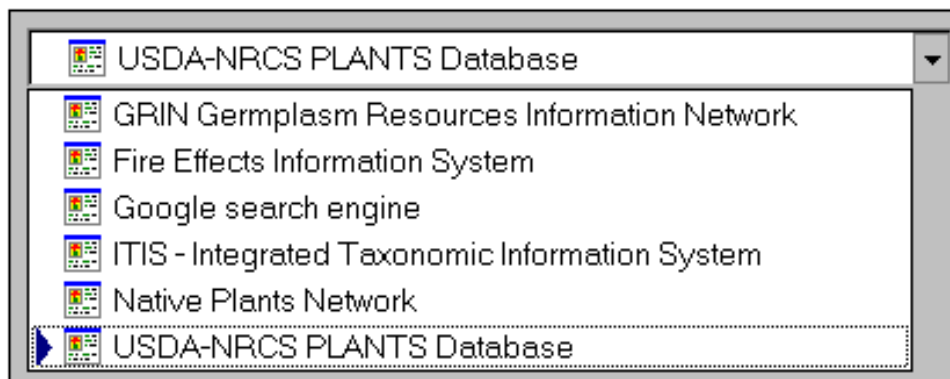 USDA-NRCS PLANTS Database
GRIN Germplasm Resources Information Network
Fire Effects Information System
Google search engine
ITIS - Integrated Taxonomic Information System
Native Plants Network
USDA-NRCS PLANTS Database